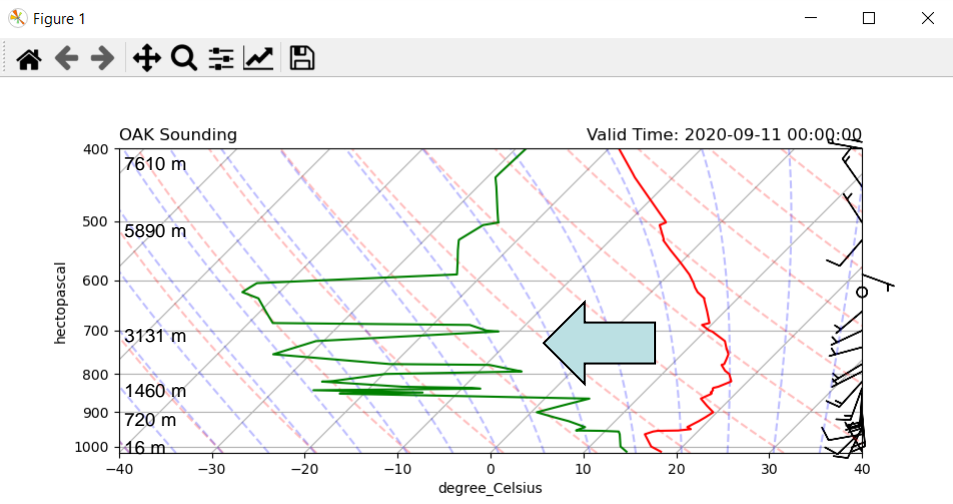 Figure 1
OAK Sounding Valid Time: 2020-09-11 00:00:00
400
7610 m
500
5890 m
600
hectopascal
700
3131 m
800
1460 m
900
720 m
1000
16 m
−40 −30 −20 −10 0 10 20 30 40
degree_Celsius